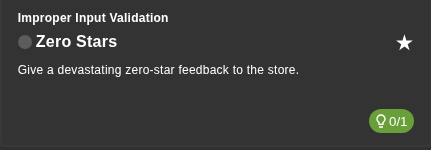 Improper Input Validation
Zero Stars
Give a devastating zero-star feedback to the store.
0/1